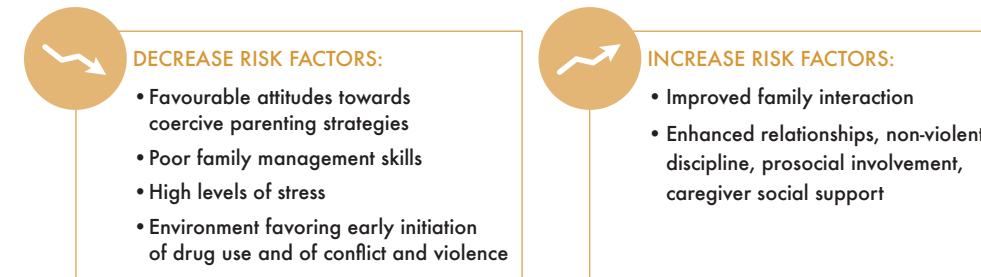 DECREASE RISK FACTORS:
• Favourable attitudes towards
coercive parenting strategies
• Poor family management skills
• High levels of stress
• Environment favoring early initiation
of drug use and of conflict and violence
INCREASE RISK FACTORS:
• Improved family interaction
• Enhanced relationships, non-violent
discipline, prosocial involvement,
caregiver social support